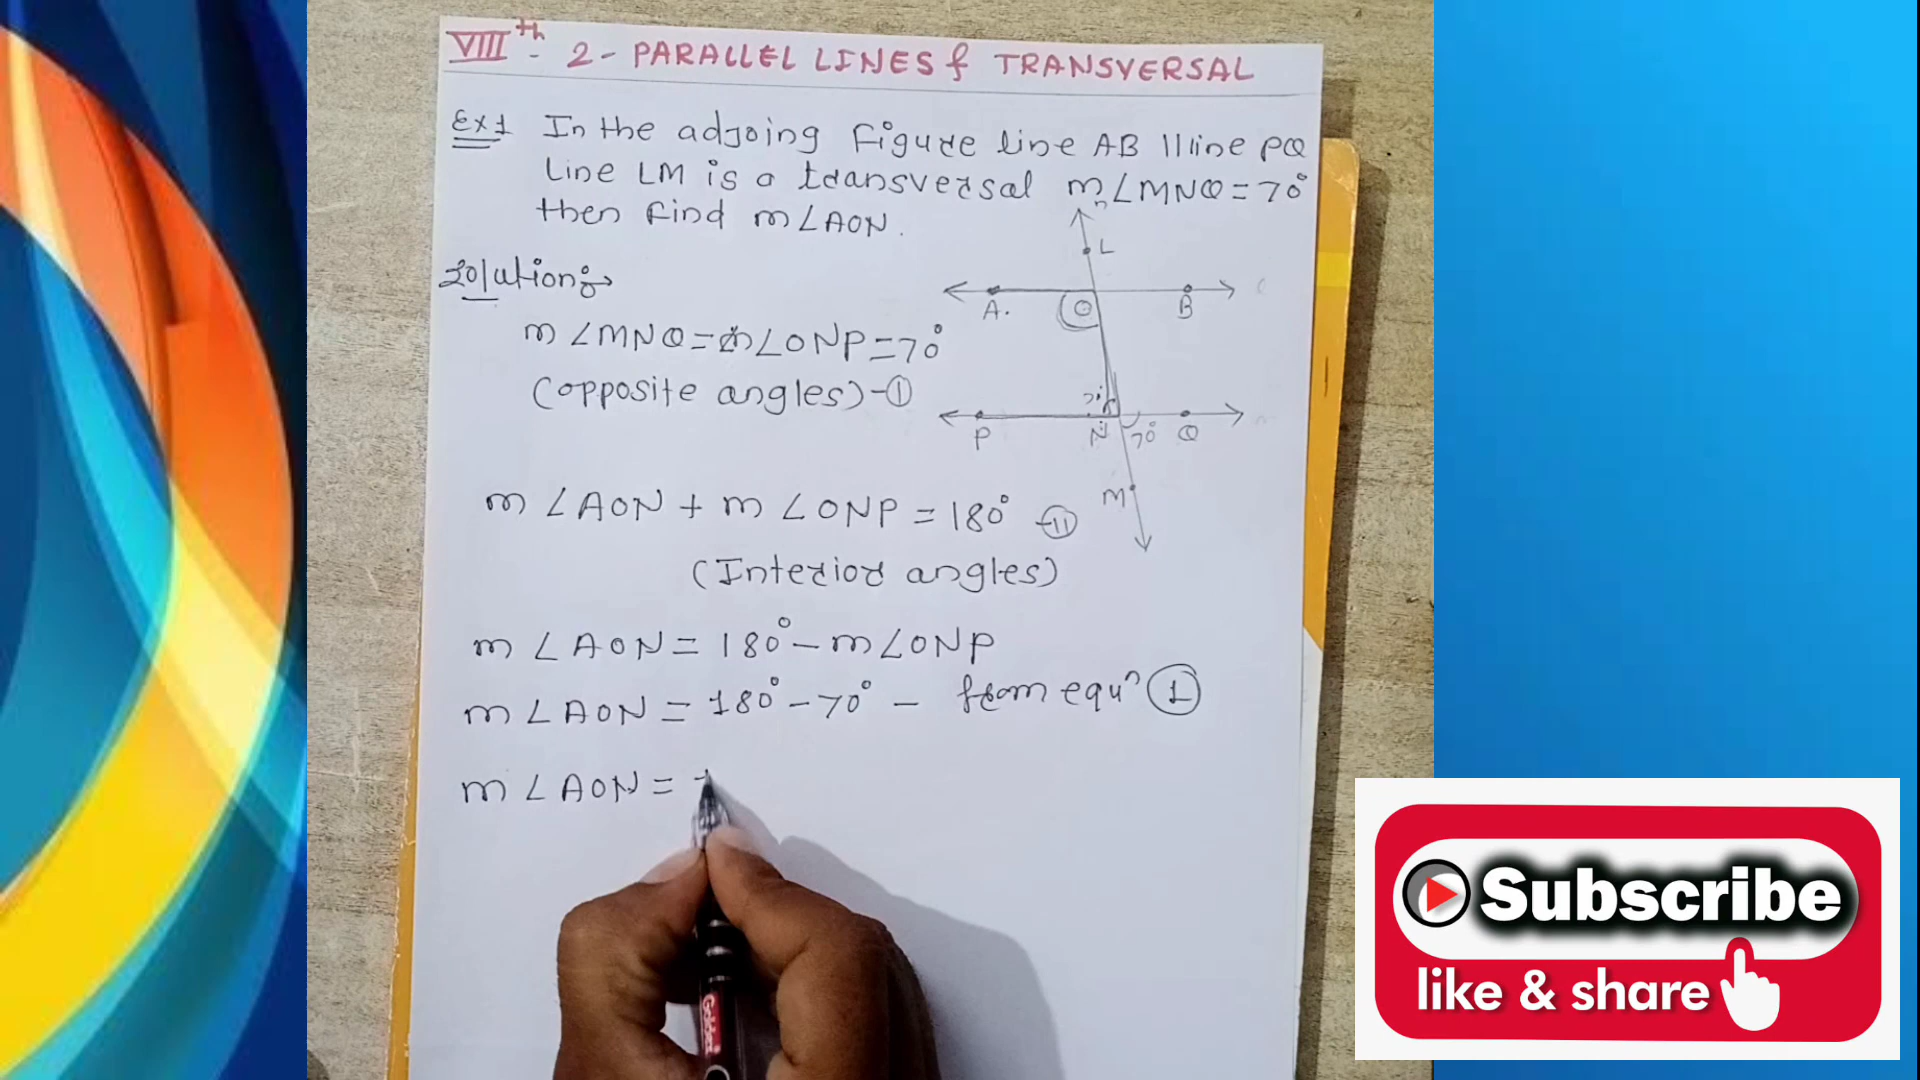 VIIIth - 2 - PARALLEL LINES & TRANSVERSAL
Ex 1 In the adjoing Figure line AB || line PQ
Line LM is a transversal m∠MNQ = 70°
then find m∠AON.
Solution:→
L
A. O B
m∠MNQ = m∠ONP = 70°
(opposite angles) - ①
70°
P N 70° Q
M
m∠AON + m∠ONP = 180° - ⑪
(Interior angles)
m∠AON = 180° - m∠ONP
m∠AON = 180° - 70° - from equⁿ ①
m∠AON =
Subscribe
like & share
Goldex